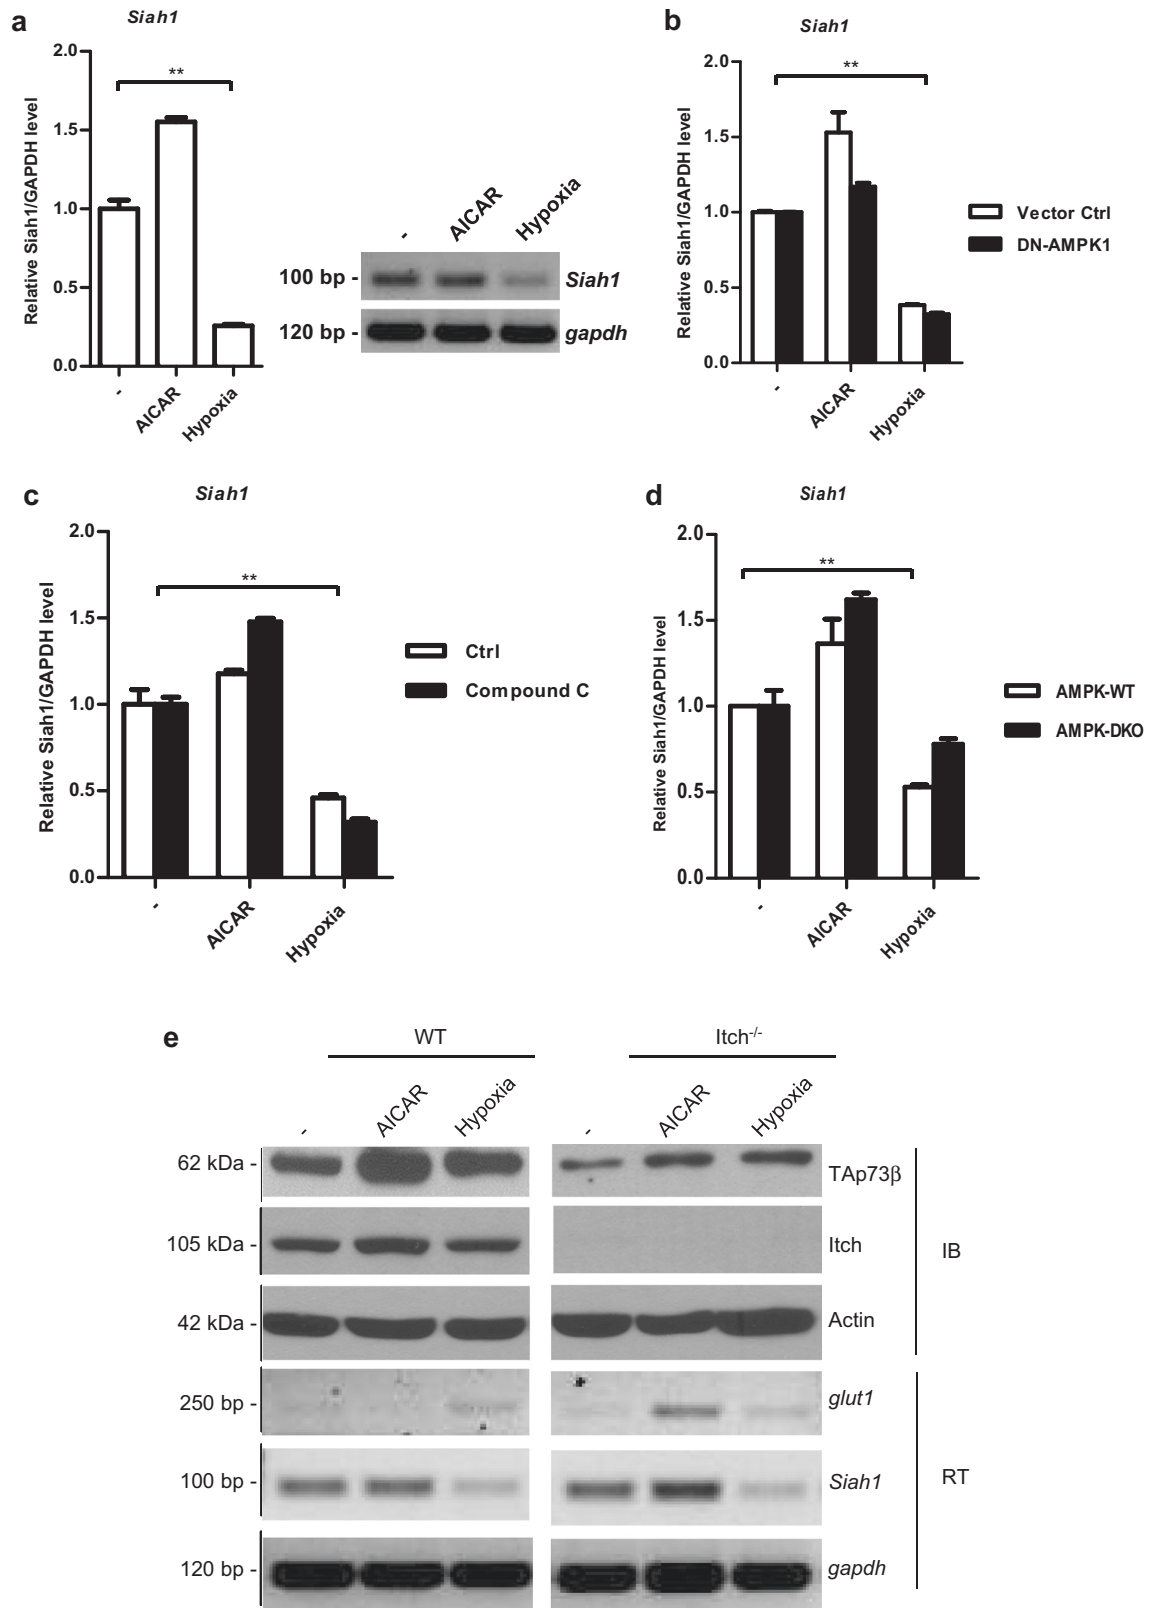 a
Siah1
Relative Siah1/GAPDH level
2.0
1.5
1.0
0.5
0.0
**
-
AICAR
Hypoxia
-
AICAR
Hypoxia
100 bp -
Siah1
120 bp -
gapdh
b
Siah1
Relative Siah1/GAPDH level
2.0
1.5
1.0
0.5
0.0
**
-
AICAR
Hypoxia
Vector Ctrl
DN-AMPK1
c
Siah1
Relative Siah1/GAPDH level
2.0
1.5
1.0
0.5
0.0
**
-
AICAR
Hypoxia
Ctrl
Compound C
d
Siah1
Relative Siah1/GAPDH level
2.0
1.5
1.0
0.5
0.0
**
-
AICAR
Hypoxia
AMPK-WT
AMPK-DKO
e
WT
Itch-/-
-
AICAR
Hypoxia
-
AICAR
Hypoxia
62 kDa -
TAp73β
105 kDa -
Itch
IB
42 kDa -
Actin
250 bp -
glut1
100 bp -
Siah1
RT
120 bp -
gapdh